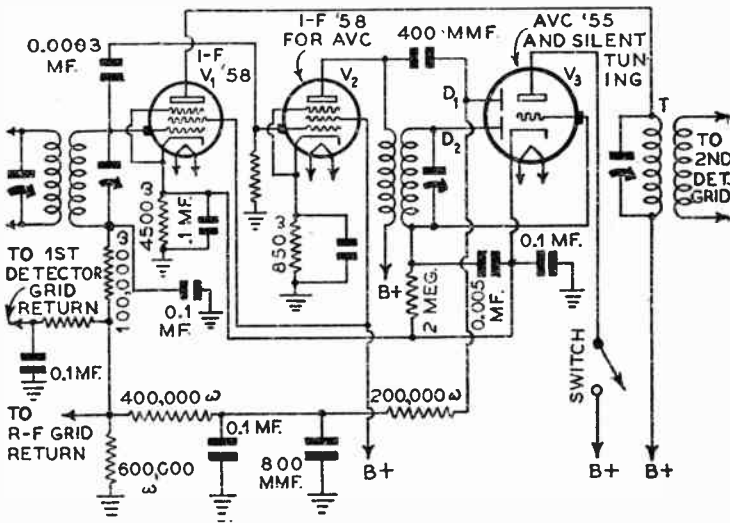 I-F '58
FOR AVC
AVC '55
AND SILENT
TUNING
0.0003
MF.
I-F
V₁ '58
V₂
400 MMF.
V₃
D₁
D₂
T
TO
2ND
DET.
GRID
4500 ω
.1 MF.
850 ω
TO 1ST
DETECTOR
GRID
RETURN
100,000 ω
0.1
MF.
B+
2 MEG.
0.005
MF.
0.1 MF.
0.1 MF.
SWITCH
400,000 ω
200,000 ω
TO
R-F GRID
RETURN
0.1 MF.
600,000
ω
800
MMF.
B+
B+
B+